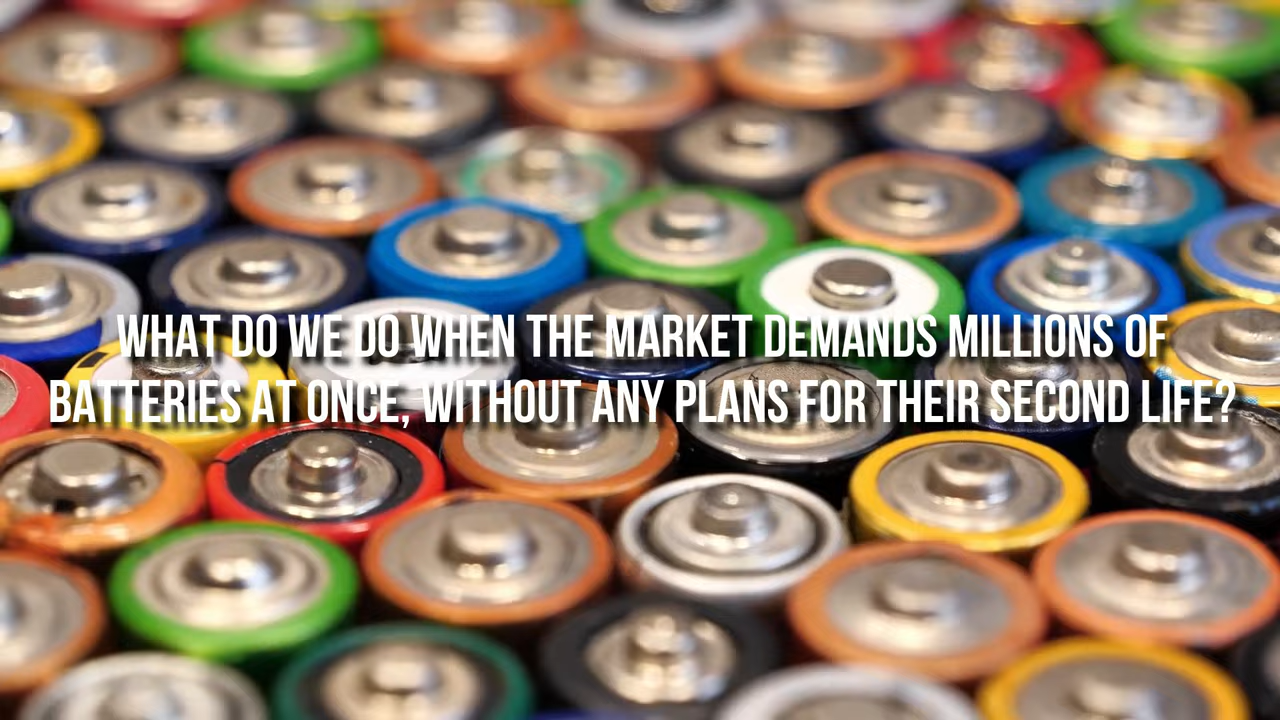 WHAT DO WE DO WHEN THE MARKET DEMANDS MILLIONS OF
BATTERIES AT ONCE, WITHOUT ANY PLANS FOR THEIR SECOND LIFE?